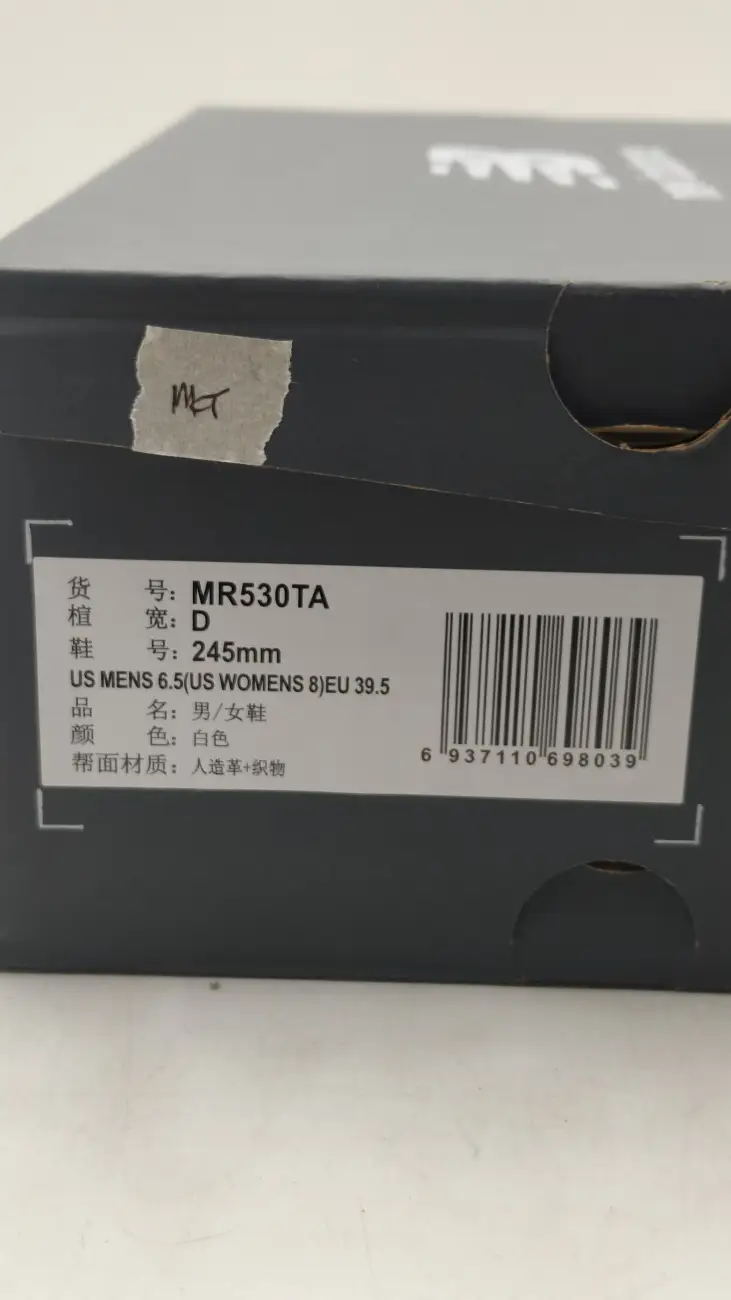 MT
货 号: MR530TA
楦 宽: D
鞋 号: 245mm
US MENS 6.5(US WOMENS 8)EU 39.5
品 名: 男/女鞋
颜 色: 白色
帮面材质: 人造革+织物
6 937110 698039